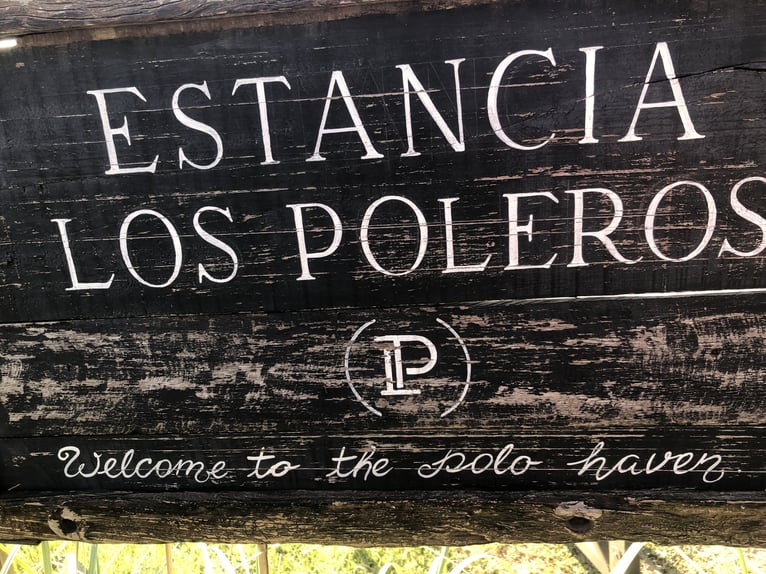 ESTANCIA
LOS POLEROS
LP
Welcome to the polo haven